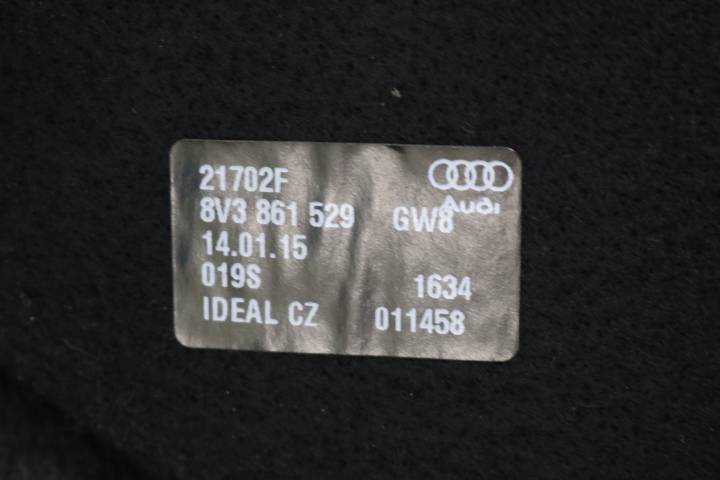 21702F
Audi
8V3 861 529 GW8
14.01.15
019S 1634
IDEAL CZ 011458